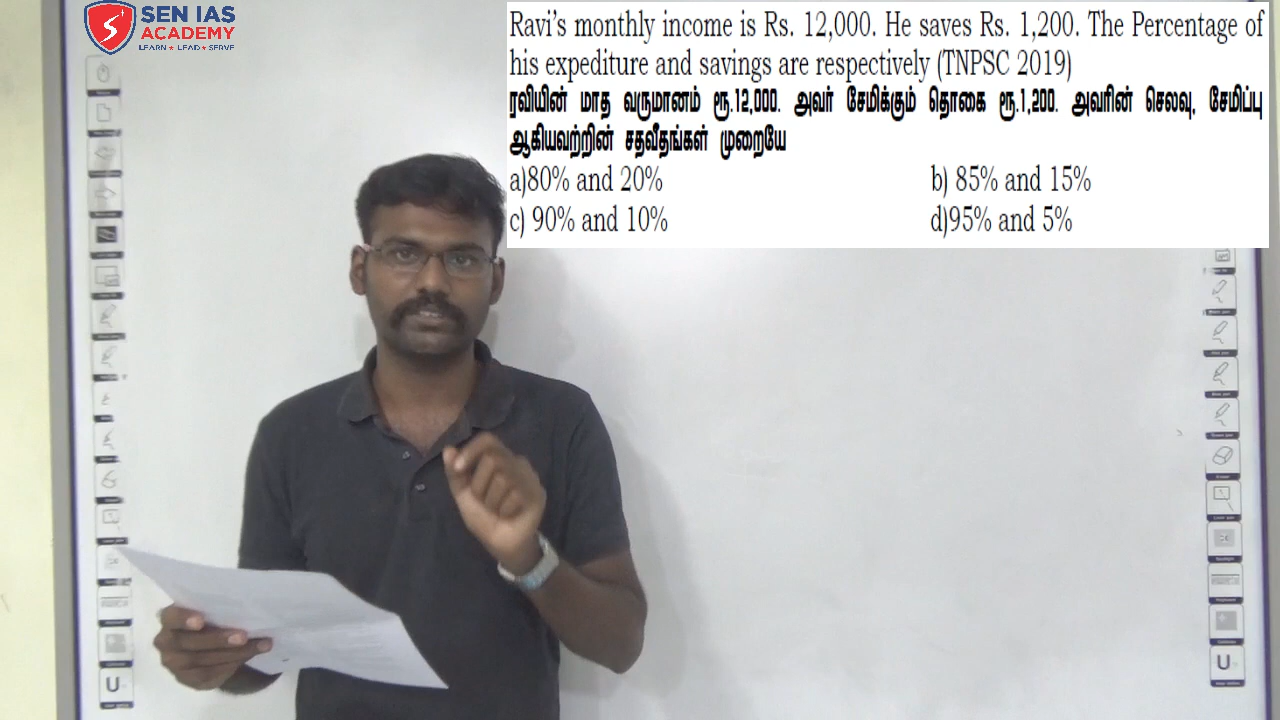 SEN IAS
ACADEMY
LEARN ★ LEAD ★ SERVE
Ravi’s monthly income is Rs. 12,000. He saves Rs. 1,200. The Percentage of
his expediture and savings are respectively (TNPSC 2019)
ரவியின் மாத வருமானம் ரூ.12,000. அவர் சேமிக்கும் தொகை ரூ.1,200. அவரின் செலவு, சேமிப்பு
ஆகியவற்றின் சதவீதங்கள் முறையே
a)80% and 20% b) 85% and 15%
c) 90% and 10% d)95% and 5%
U
U